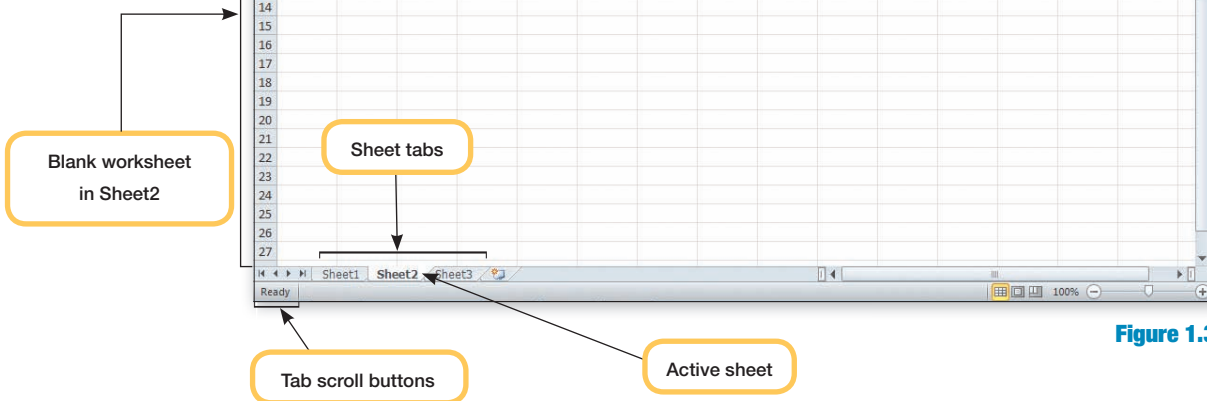 14
15
16
17
18
19
20
21
22
23
24
25
26
27
Blank worksheet
in Sheet2
Sheet tabs
Sheet1 Sheet2 Sheet3
Ready 100%
Figure 1.3
Tab scroll buttons
Active sheet